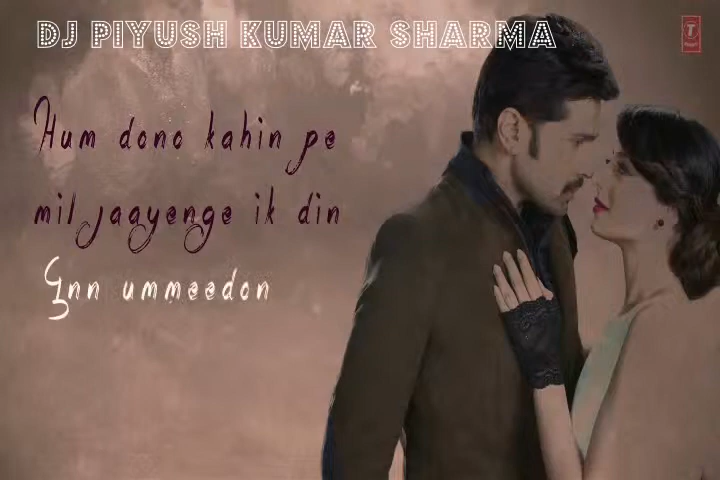 DJ PIYUSH KUMAR SHARMA
Hum dono kahin pe
mil jaayenge ik din
Inn ummeedon